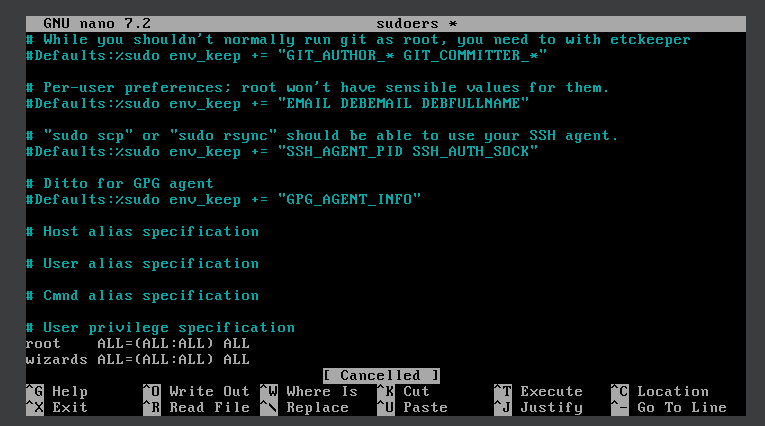 GNU nano 7.2 sudoers *
# While you shouldn't normally run git as root, you need to with etckeeper
#Defaults:%sudo env_keep += "GIT_AUTHOR_* GIT_COMMITTER_*"
# Per-user preferences; root won't have sensible values for them.
#Defaults:%sudo env_keep += "EMAIL DEBEMAIL DEBFULLNAME"
# "sudo scp" or "sudo rsync" should be able to use your SSH agent.
#Defaults:%sudo env_keep += "SSH_AGENT_PID SSH_AUTH_SOCK"
# Ditto for GPG agent
#Defaults:%sudo env_keep += "GPG_AGENT_INFO"
# Host alias specification
# User alias specification
# Cmnd alias specification
# User privilege specification
root    ALL=(ALL:ALL) ALL
wizards ALL=(ALL:ALL) ALL
[ Cancelled ]
^G Help ^O Write Out ^W Where Is ^K Cut ^T Execute ^C Location
^X Exit ^R Read File ^\ Replace ^U Paste ^J Justify ^- Go To Line